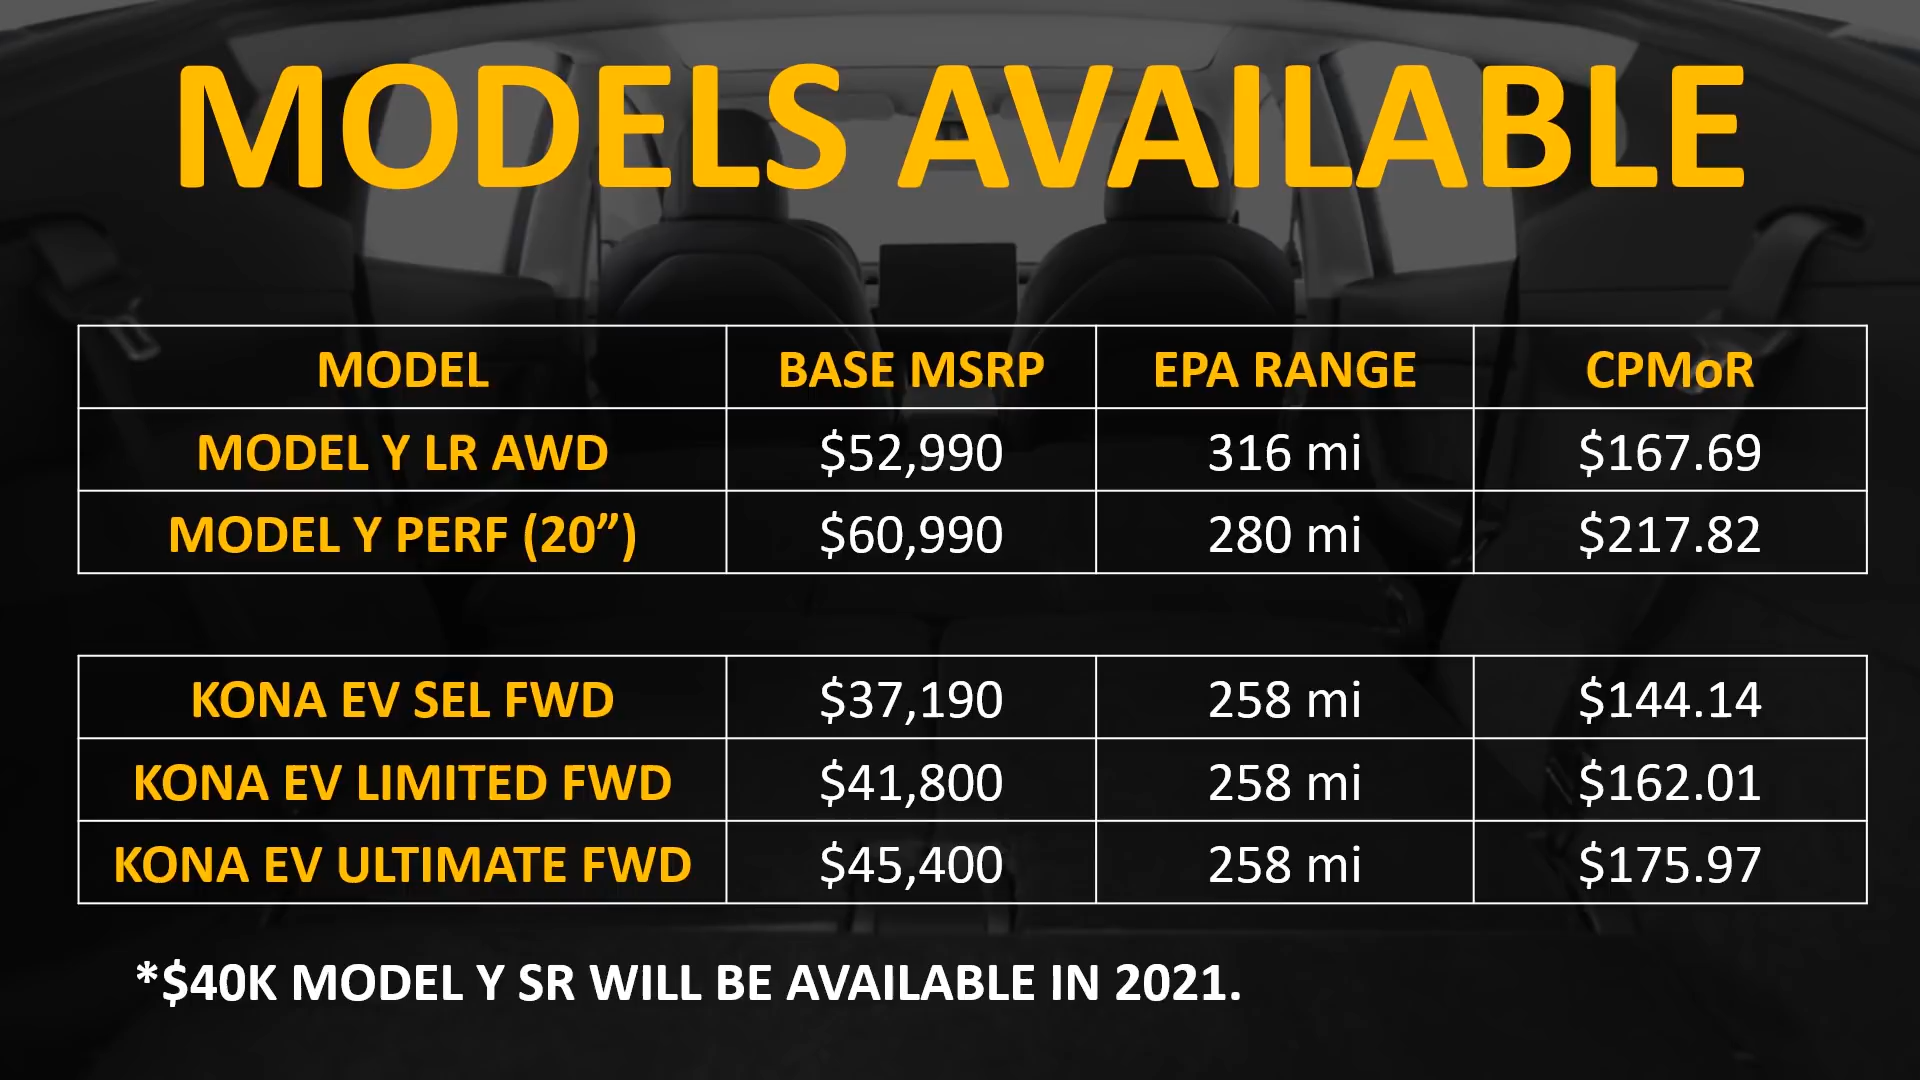 MODELS AVAILABLE
MODEL BASE MSRP EPA RANGE CPMoR
MODEL Y LR AWD $52,990 316 mi $167.69
MODEL Y PERF (20”) $60,990 280 mi $217.82
KONA EV SEL FWD $37,190 258 mi $144.14
KONA EV LIMITED FWD $41,800 258 mi $162.01
KONA EV ULTIMATE FWD $45,400 258 mi $175.97
*$40K MODEL Y SR WILL BE AVAILABLE IN 2021.